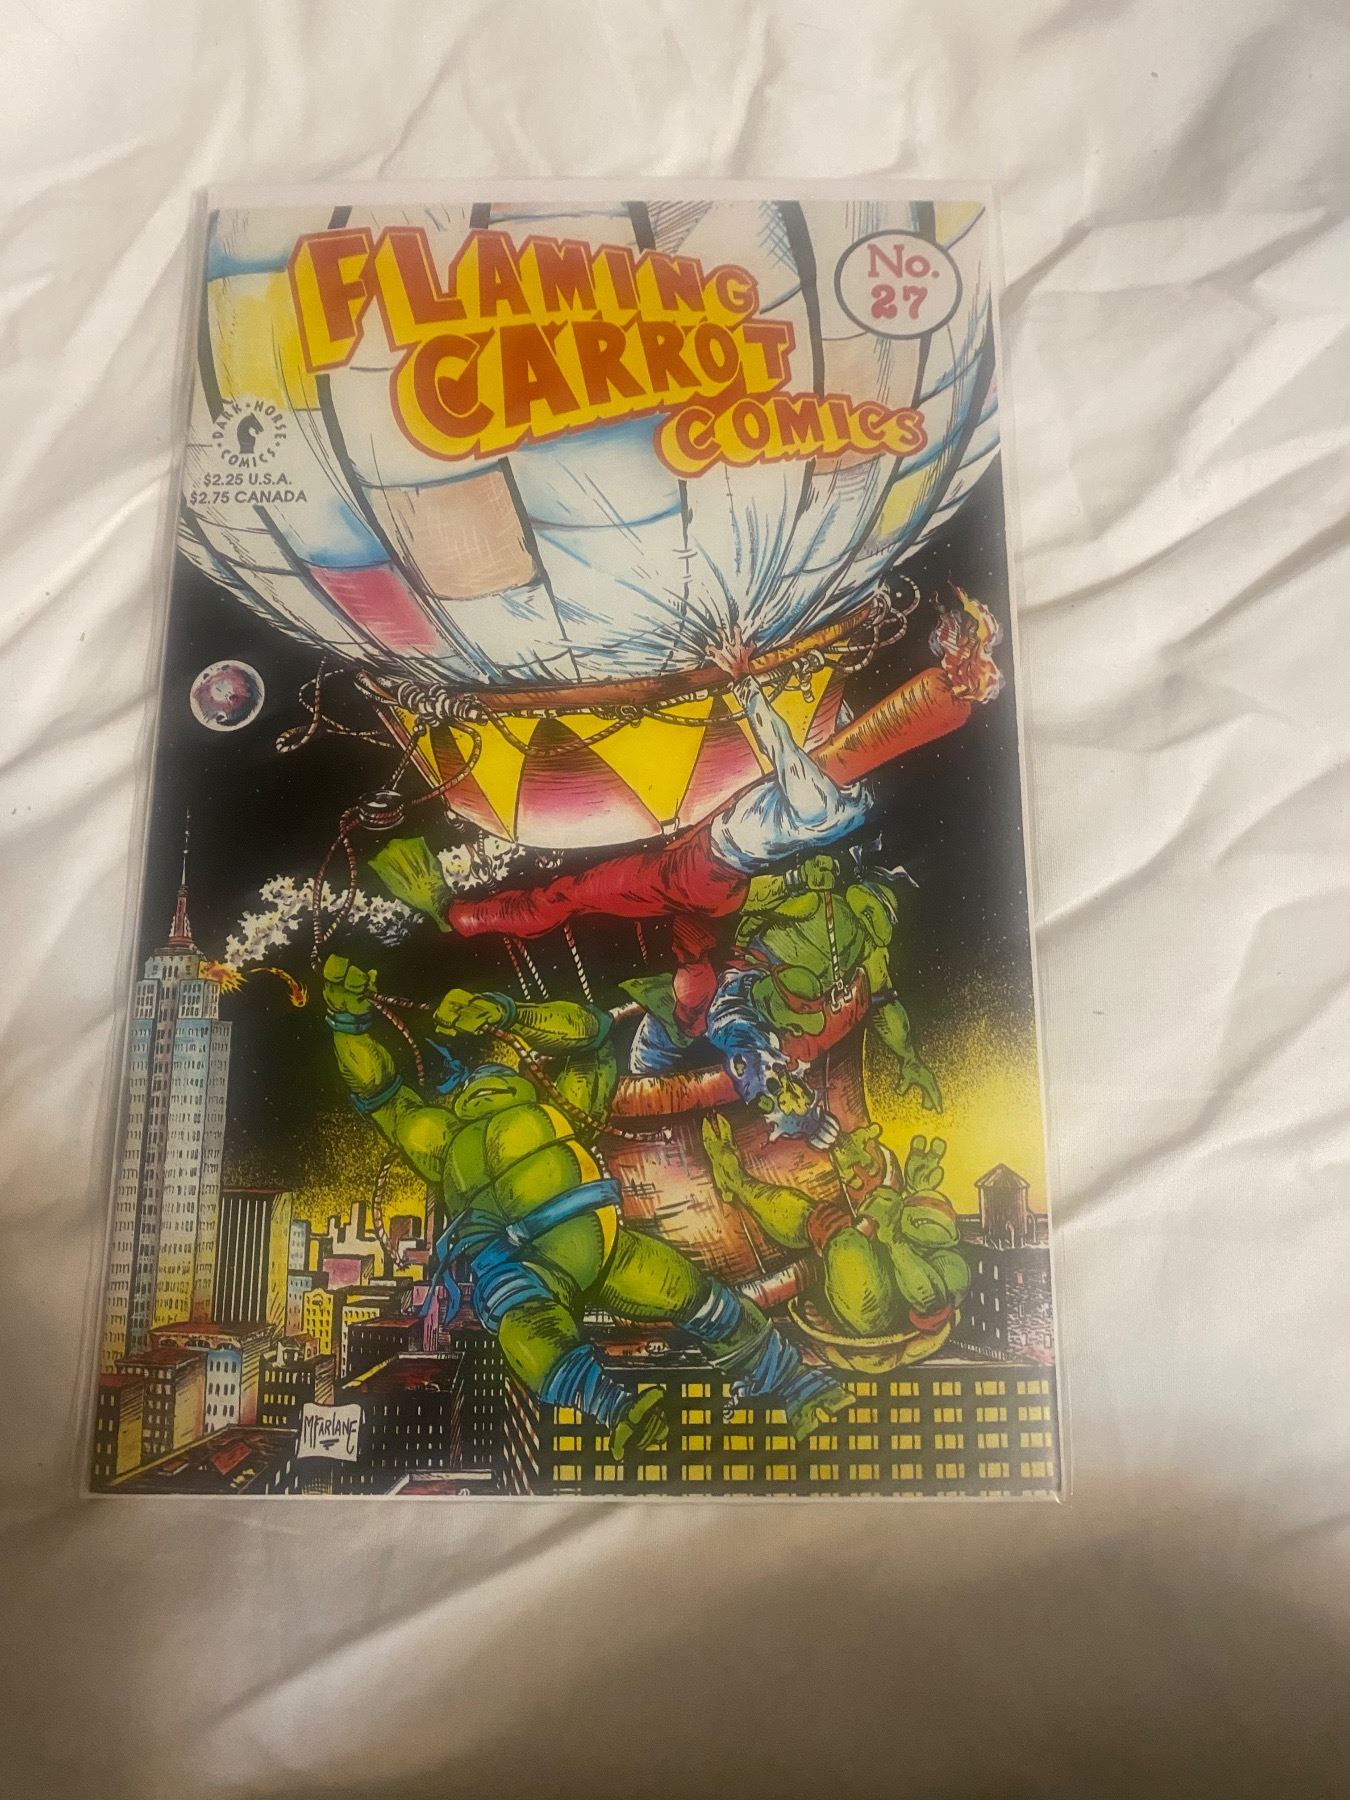 FLAMING
CARROT
COMICS
No.
27
DARK HORSE
COMICS
$2.25 U.S.A.
$2.75 CANADA
McFARLANE